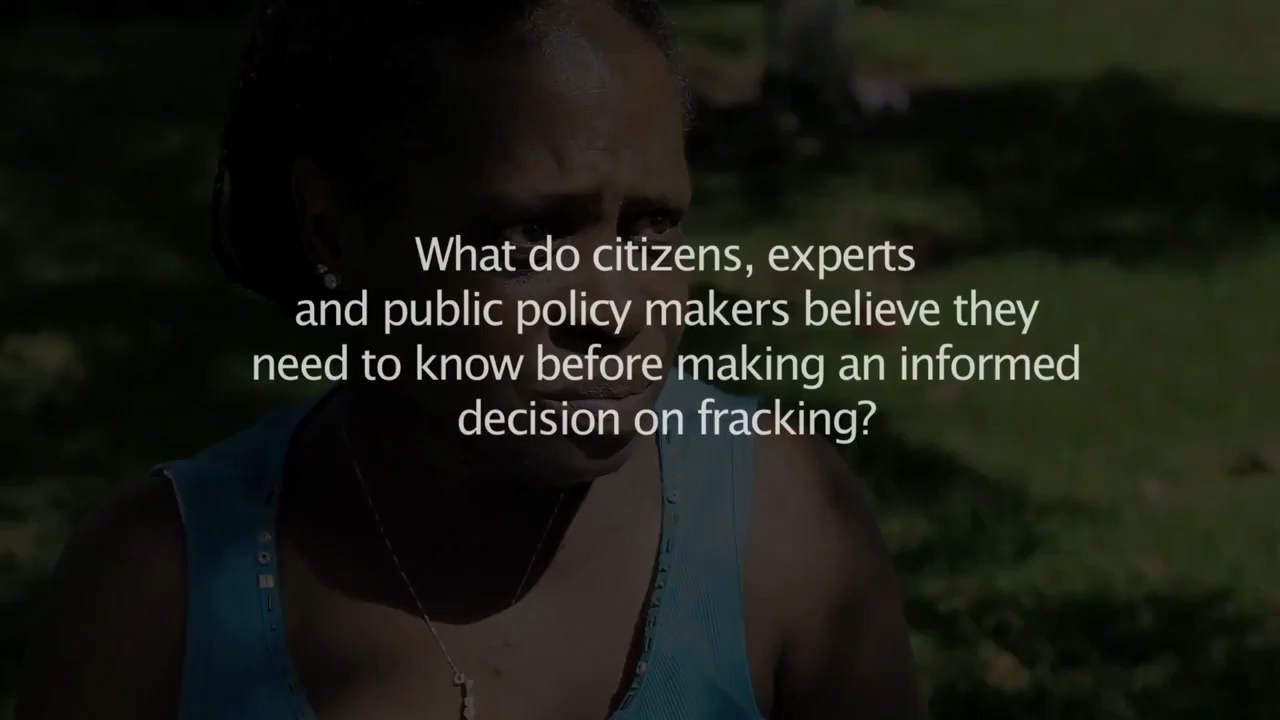 What do citizens, experts
and public policy makers believe they
need to know before making an informed
decision on fracking?